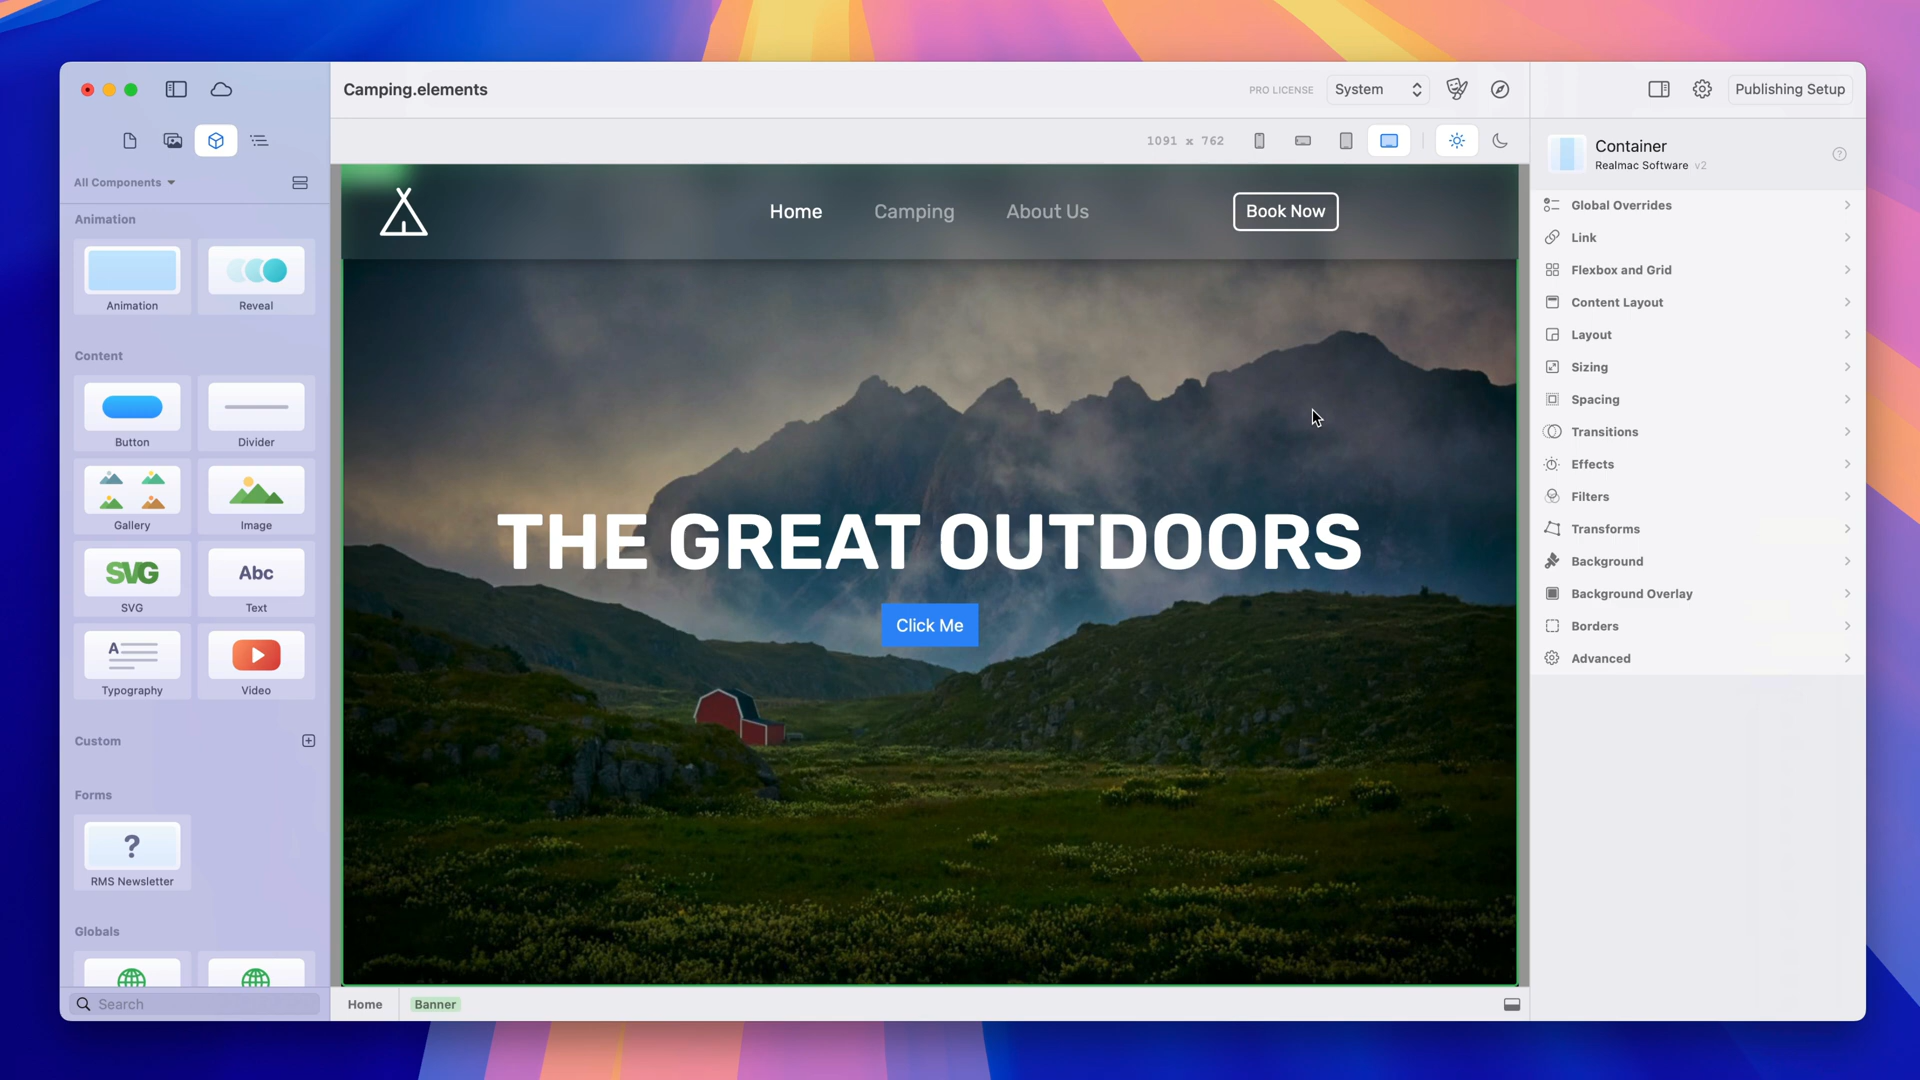 Camping.elements
PRO LICENSE
System
Publishing Setup
1091 x 762
All Components
Animation
Animation
Reveal
Content
Button
Divider
Gallery
Image
SVG
SVG
Abc
Text
A
Typography
Video
Custom
Forms
?
RMS Newsletter
Globals
Search
Home
Camping
About Us
Book Now
THE GREAT OUTDOORS
Click Me
Home
Banner
Container
Realmac Software v2
?
Global Overrides
Link
Flexbox and Grid
Content Layout
Layout
Sizing
Spacing
Transitions
Effects
Filters
Transforms
Background
Background Overlay
Borders
Advanced